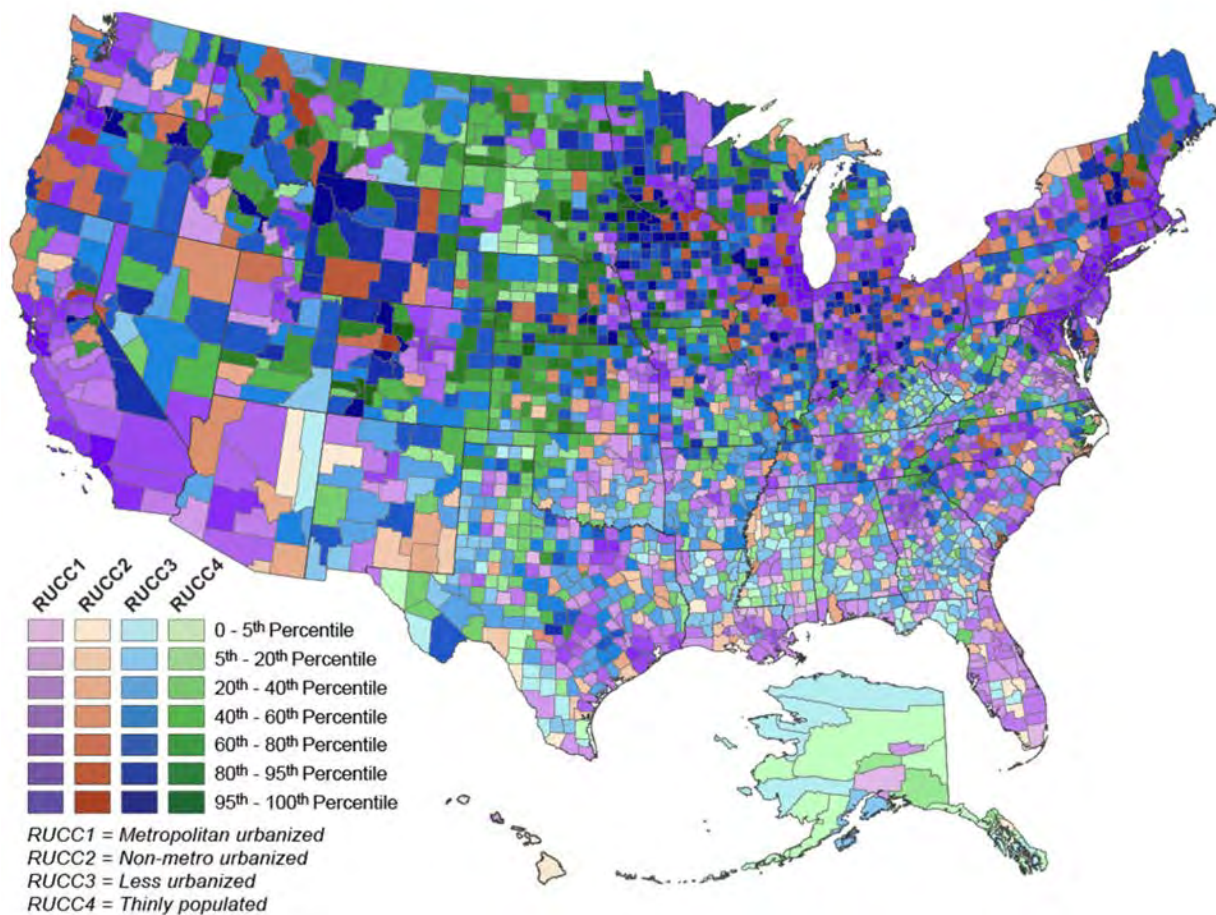 RUCC1 RUCC2 RUCC3 RUCC4
0 - 5th Percentile
5th - 20th Percentile
20th - 40th Percentile
40th - 60th Percentile
60th - 80th Percentile
80th - 95th Percentile
95th - 100th Percentile
RUCC1 = Metropolitan urbanized
RUCC2 = Non-metro urbanized
RUCC3 = Less urbanized
RUCC4 = Thinly populated